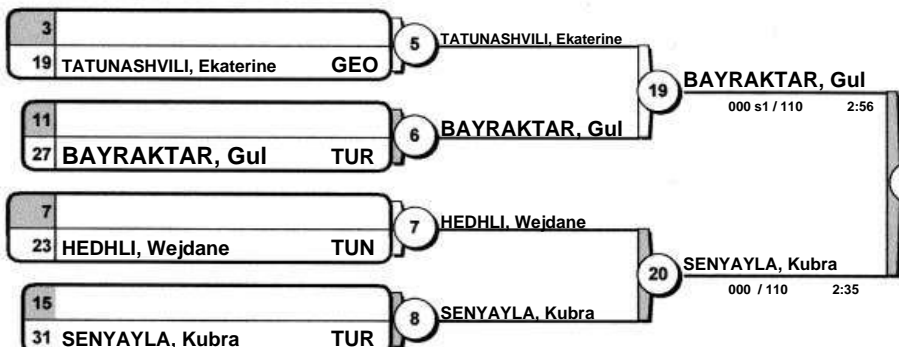 3
19 TATUNASHVILI, Ekaterine GEO
5
TATUNASHVILI, Ekaterine
11
27 BAYRAKTAR, Gul TUR
6
BAYRAKTAR, Gul
19
BAYRAKTAR, Gul
000 s1 / 110 2:56
7
23 HEDHLI, Wejdane TUN
7
HEDHLI, Wejdane
15
31 SENYAYLA, Kubra TUR
8
SENYAYLA, Kubra
20
SENYAYLA, Kubra
000 / 110 2:35